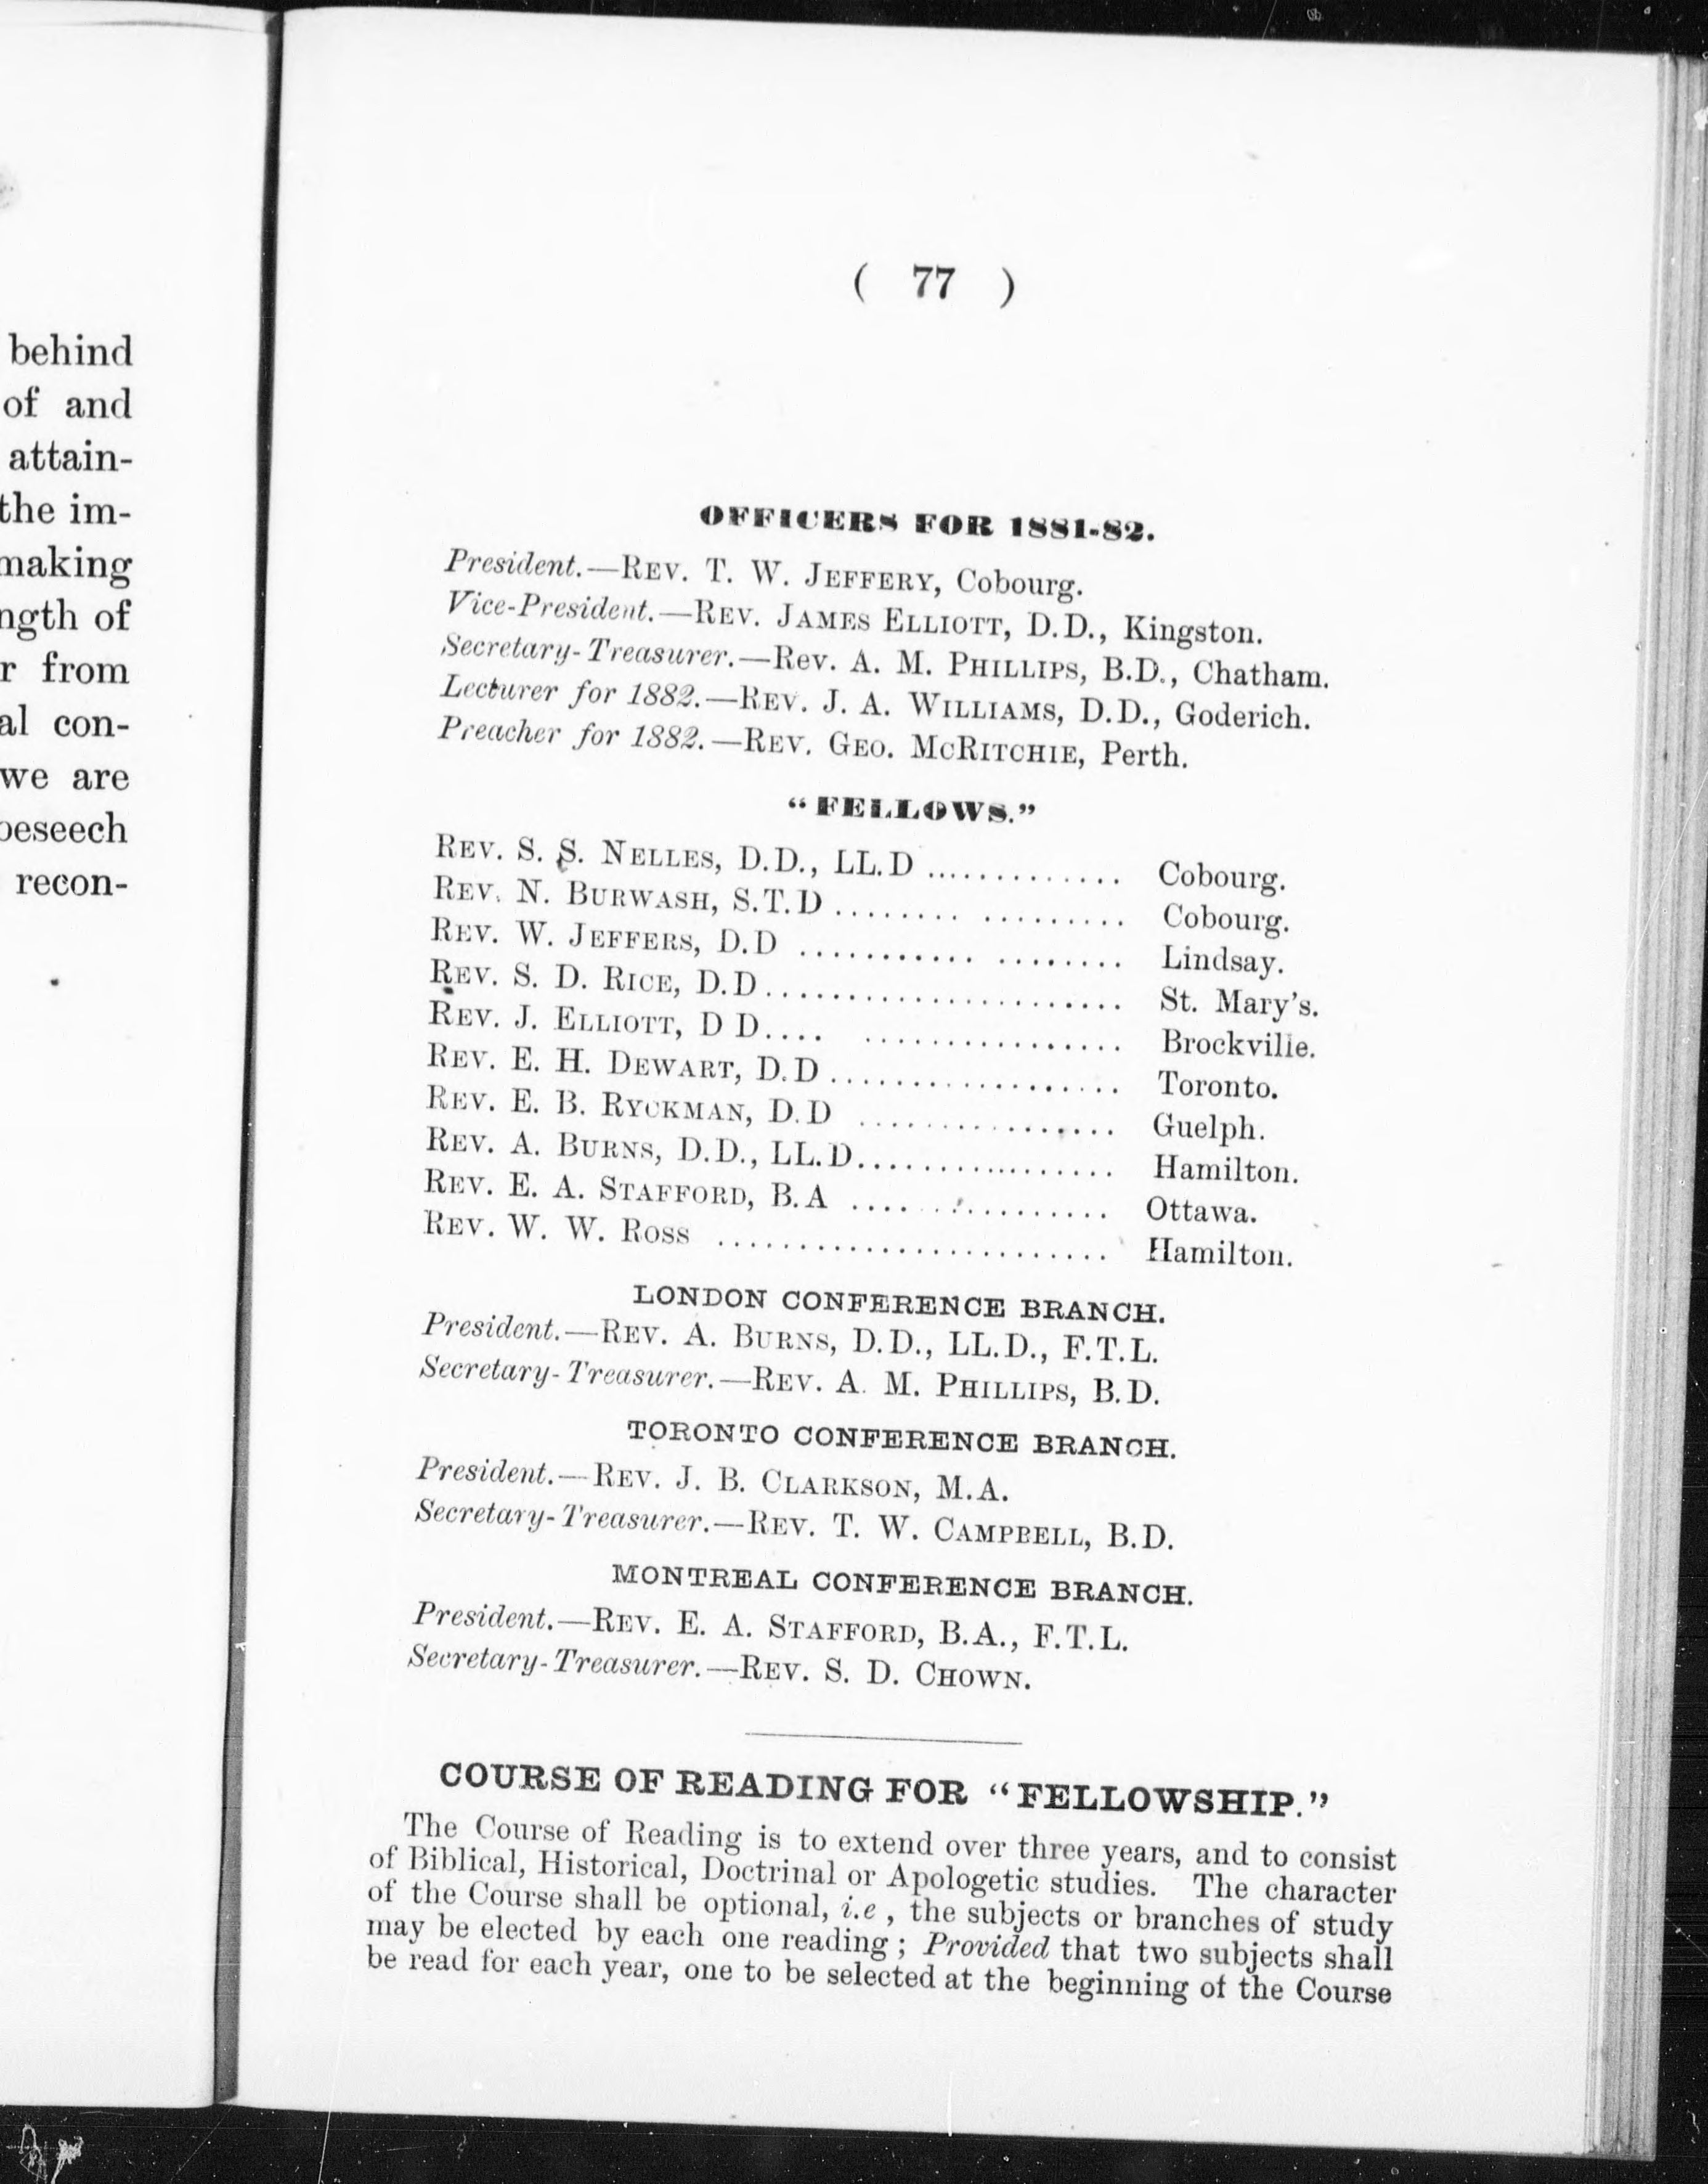 behind
of and
attain-
the im-
making
ngth of
r from
al con-
we are
beseech
recon-
( 77 )
OFFICERS FOR 1881-82.
President.—REV. T. W. JEFFERY, Cobourg.
Vice-President.—REV. JAMES ELLIOTT, D.D., Kingston.
Secretary-Treasurer.—Rev. A. M. PHILLIPS, B.D., Chatham.
Lecturer for 1882.—REV. J. A. WILLIAMS, D.D., Goderich.
Preacher for 1882.—REV. GEO. MCRITCHIE, Perth.
"FELLOWS."
REV. S. S. NELLES, D.D., LL.D ............. Cobourg.
REV. N. BURWASH, S.T.D ........ ......... Cobourg.
REV. W. JEFFERS, D.D ........... ........ Lindsay.
REV. S. D. RICE, D.D...................... St. Mary's.
REV. J. ELLIOTT, D D.... ................ Brockville.
REV. E. H. DEWART, D.D .................. Toronto.
REV. E. B. RYCKMAN, D.D ................ Guelph.
REV. A. BURNS, D.D., LL.D................ Hamilton.
REV. E. A. STAFFORD, B.A .... .......... Ottawa.
REV. W. W. ROSS ........................ Hamilton.
LONDON CONFERENCE BRANCH.
President.—REV. A. BURNS, D.D., LL.D., F.T.L.
Secretary-Treasurer.—REV. A. M. PHILLIPS, B.D.
TORONTO CONFERENCE BRANCH.
President.—REV. J. B. CLARKSON, M.A.
Secretary-Treasurer.—REV. T. W. CAMPBELL, B.D.
MONTREAL CONFERENCE BRANCH.
President.—REV. E. A. STAFFORD, B.A., F.T.L.
Secretary-Treasurer.—REV. S. D. CHOWN.
COURSE OF READING FOR "FELLOWSHIP."
The Course of Reading is to extend over three years, and to consist
of Biblical, Historical, Doctrinal or Apologetic studies. The character
of the Course shall be optional, i.e , the subjects or branches of study
may be elected by each one reading ; Provided that two subjects shall
be read for each year, one to be selected at the beginning of the Course